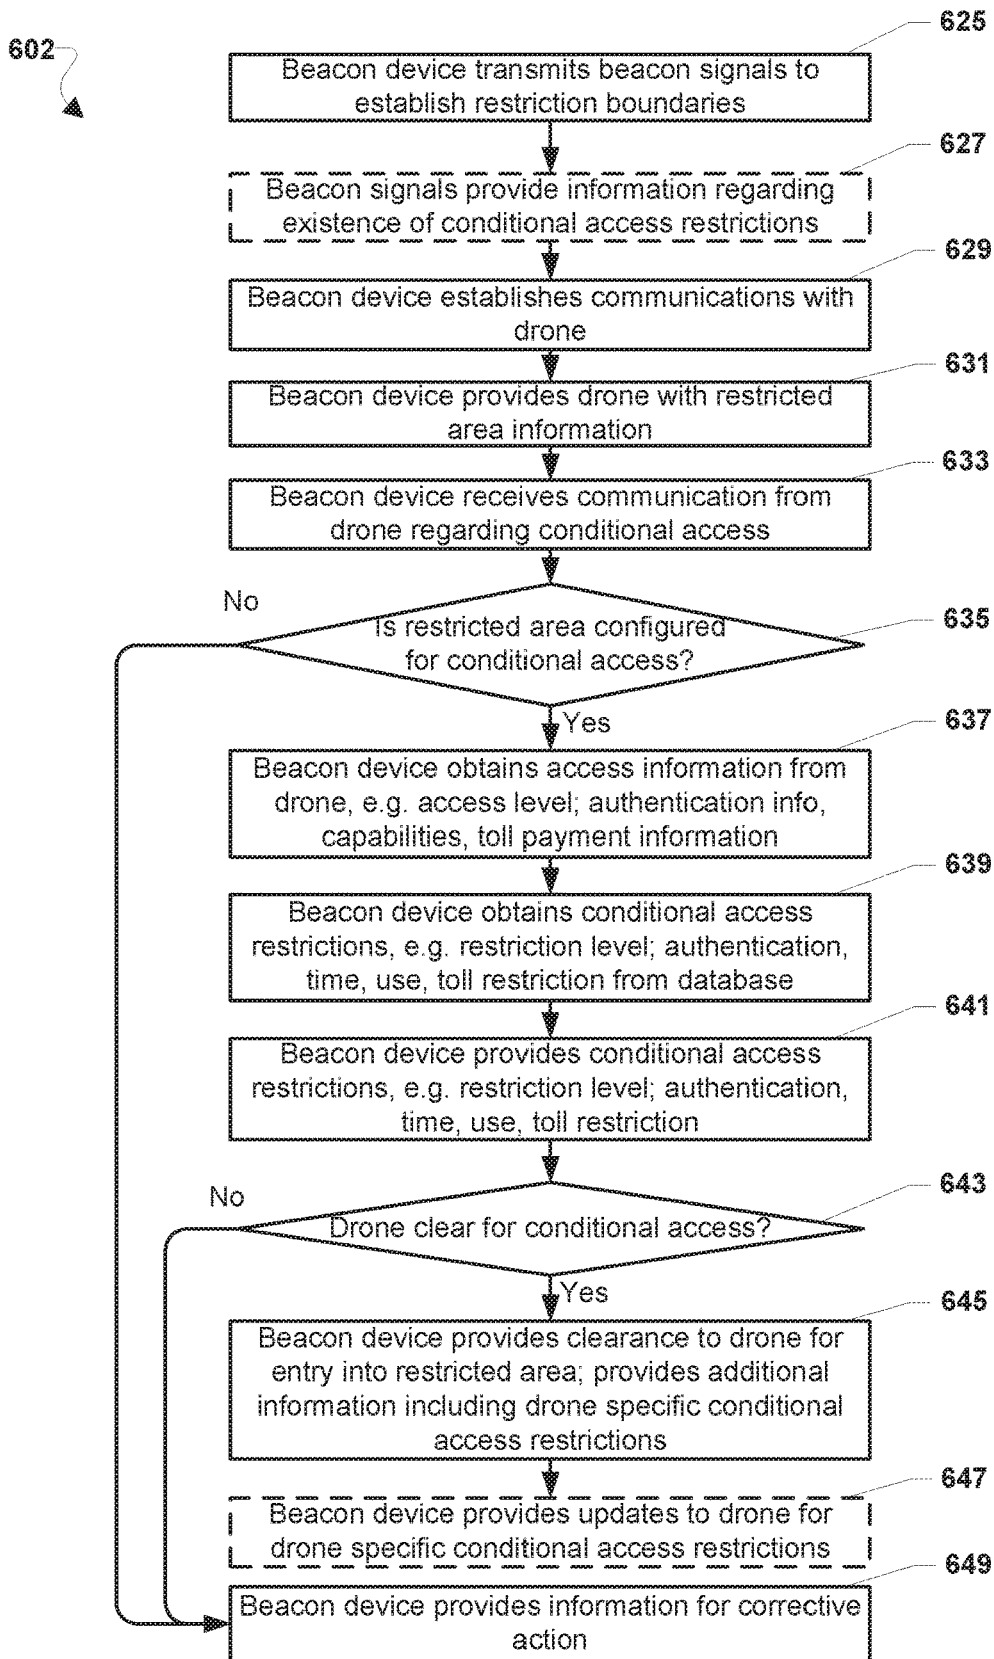 625
602
Beacon device transmits beacon signals to
establish restriction boundaries
627
Beacon signals provide information regarding
existence of conditional access restrictions
629
Beacon device establishes communications with
drone
631
Beacon device provides drone with restricted
area information
633
Beacon device receives communication from
drone regarding conditional access
No
635
Is restricted area configured
for conditional access?
Yes
637
Beacon device obtains access information from
drone, e.g. access level; authentication info,
capabilities, toll payment information
639
Beacon device obtains conditional access
restrictions, e.g. restriction level; authentication,
time, use, toll restriction from database
641
Beacon device provides conditional access
restrictions, e.g. restriction level; authentication,
time, use, toll restriction
643
No
Drone clear for conditional access?
Yes
645
Beacon device provides clearance to drone for
entry into restricted area; provides additional
information including drone specific conditional
access restrictions
647
Beacon device provides updates to drone for
drone specific conditional access restrictions
649
Beacon device provides information for corrective
action